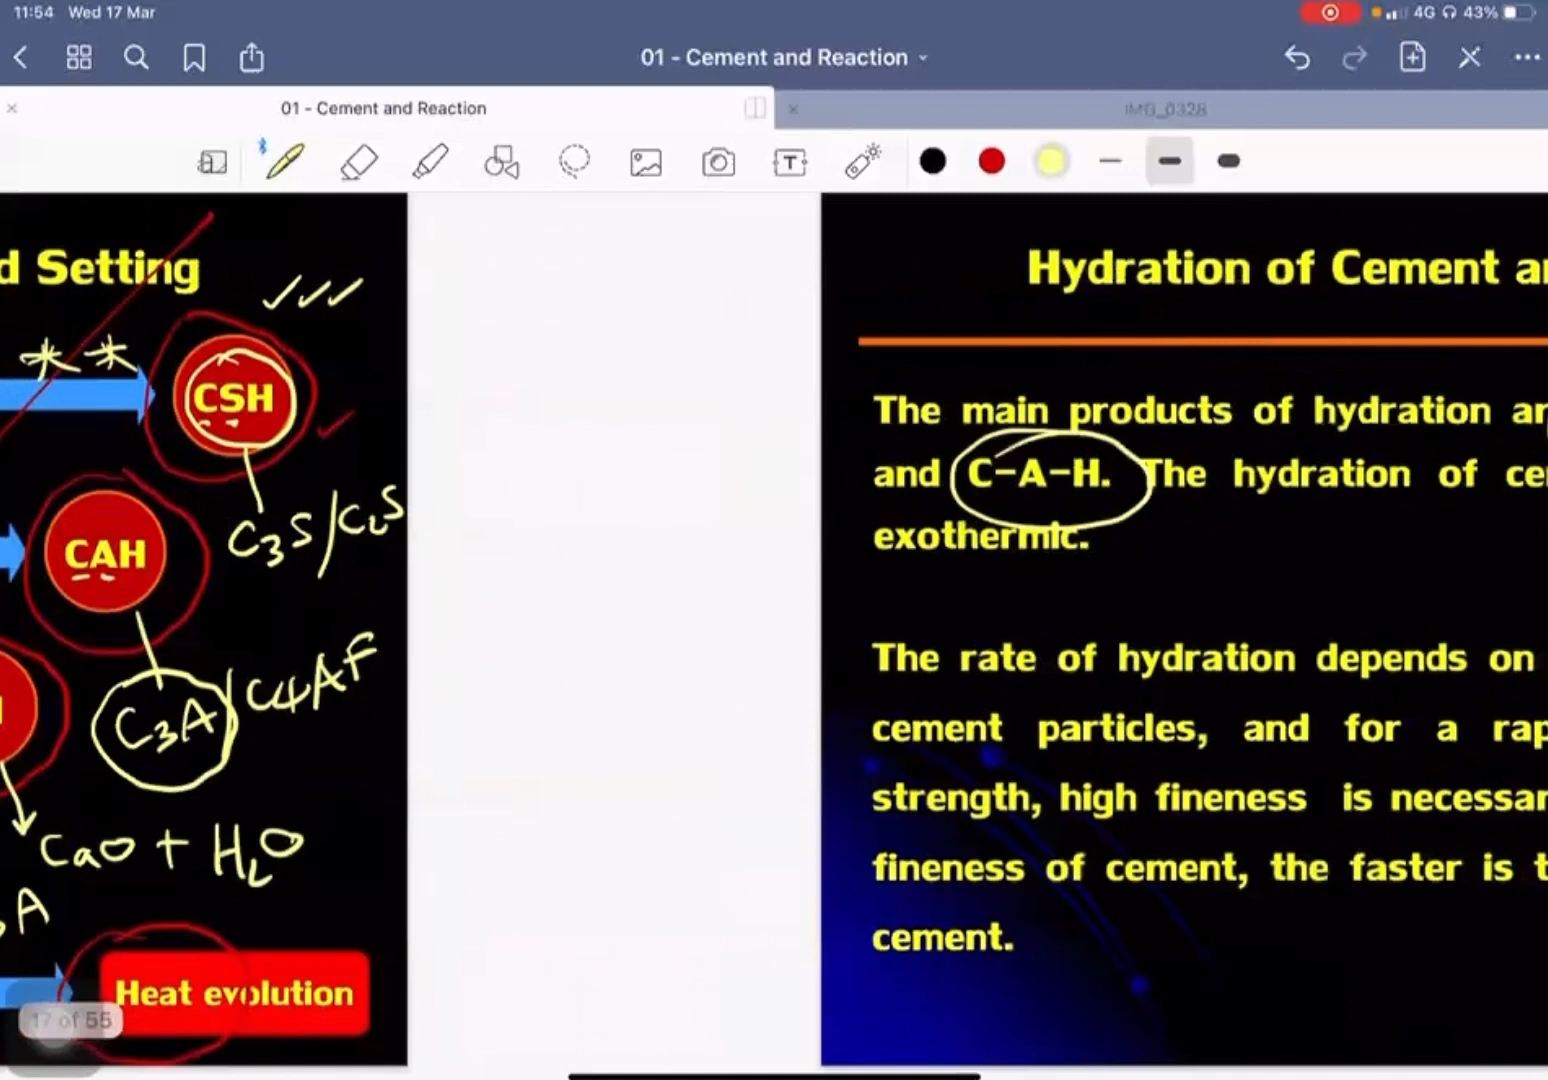 11:54 Wed 17 Mar
4G 43%
01 - Cement and Reaction
01 - Cement and Reaction
IMG_0328
T
d Setting
CSH
C3S/C2S
CAH
C3A/C4AF
CaO + H2O
A
Heat evolution
17 of 55
Hydration of Cement a
The main products of hydration ar
and C-A-H. The hydration of ce
exothermic.
The rate of hydration depends on
cement particles, and for a rap
strength, high fineness is necessar
fineness of cement, the faster is t
cement.